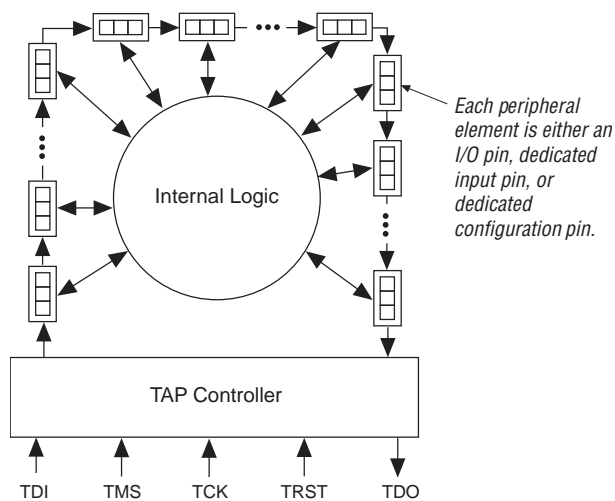 Each peripheral
element is either an
I/O pin, dedicated
input pin, or
dedicated
configuration pin.
Internal Logic
TAP Controller
TDI TMS TCK TRST TDO